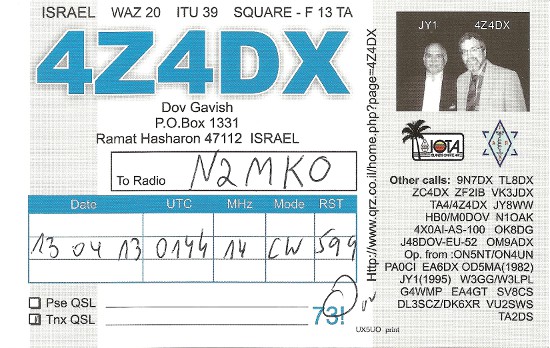 ISRAEL WAZ 20 ITU 39 SQUARE - F 13 TA
4Z4DX
Dov Gavish
P.O.Box 1331
Ramat Hasharon 47112 ISRAEL
To Radio N2MKO
Date UTC MHz Mode RST
13 04 13 0144 14 CW 599
Pse QSL
Tnx QSL
73! Dov
UX5UO print
Http://www.qrz.co.il/home.php?page=4Z4DX
JY1 4Z4DX
IOTA
Other calls: 9N7DX TL8DX
ZC4DX ZF2IB VK3JDX
TA4/4Z4DX JY8WW
HB0/M0DOV N1OAK
4X0AI-AS-100 OK8DG
J48DOV-EU-52 OM9ADX
Op. from :ON5NT/ON4UN
PA0CI EA6DX OD5MA(1982)
JY1(1995) W3GG/W3LPL
G4WMP EA4GT SV8CS
DL3SCZ/DK6XR VU2SWS
TA2DS